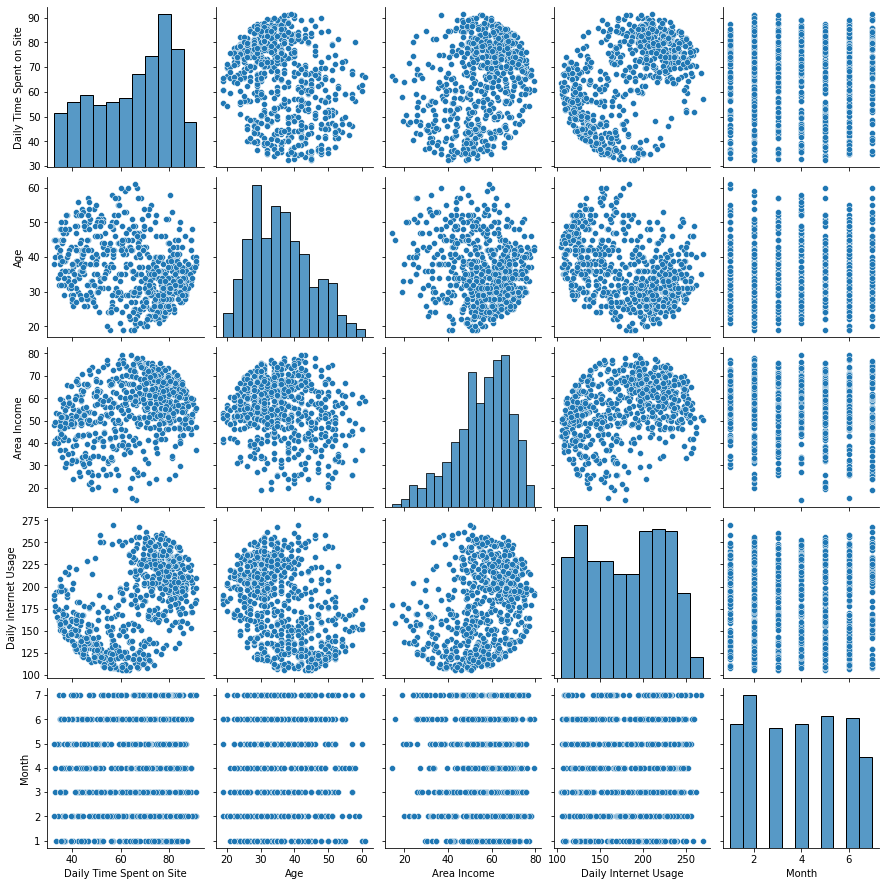 Daily Time Spent on Site
90
80
70
60
50
40
30
Age
60
50
40
30
20
Area Income
80
70
60
50
40
30
20
Daily Internet Usage
275
250
225
200
175
150
125
100
Month
7
6
5
4
3
2
1
40 60 80
20 30 40 50 60
20 40 60 80
100 150 200 250
2 4 6
Daily Time Spent on Site
Age
Area Income
Daily Internet Usage
Month